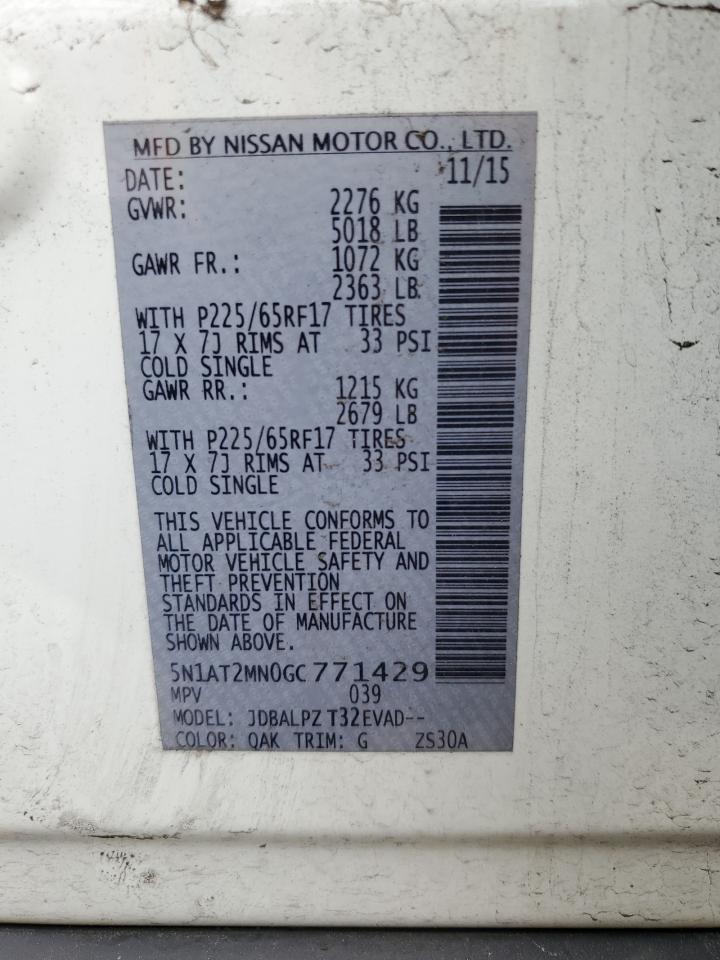 MFD BY NISSAN MOTOR CO., LTD.
DATE: 11/15
GVWR: 2276 KG
5018 LB
GAWR FR.: 1072 KG
2363 LB
WITH P225/65RF17 TIRES
17 X 7J RIMS AT 33 PSI
COLD SINGLE
GAWR RR.: 1215 KG
2679 LB
WITH P225/65RF17 TIRES
17 X 7J RIMS AT 33 PSI
COLD SINGLE
THIS VEHICLE CONFORMS TO
ALL APPLICABLE FEDERAL
MOTOR VEHICLE SAFETY AND
THEFT PREVENTION
STANDARDS IN EFFECT ON
THE DATE OF MANUFACTURE
SHOWN ABOVE.
5N1AT2MN0GC771429
MPV 039
MODEL: JDBALPZ T32EVAD--
COLOR: QAK TRIM: G ZS30A